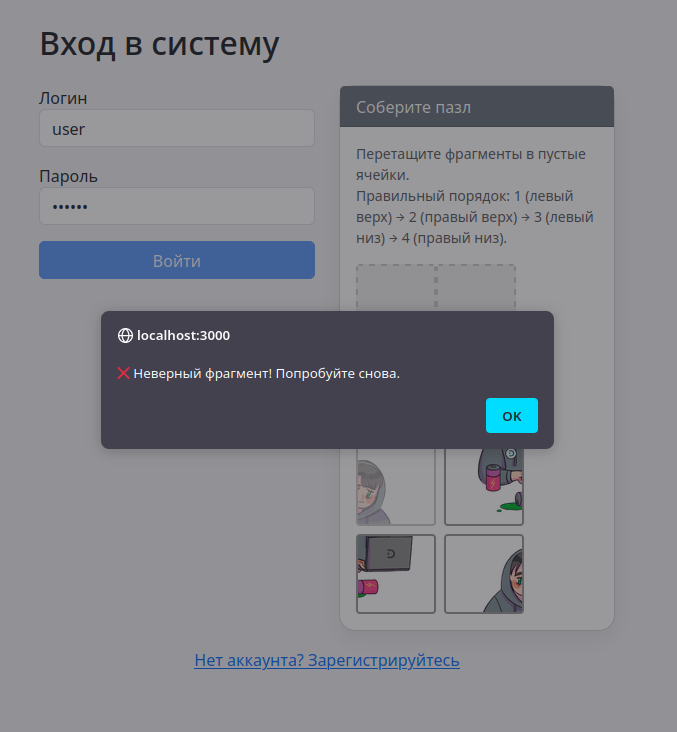 Вход в систему
Логин
user
Пароль
••••••
Войти
Соберите пазл
Перетащите фрагменты в пустые
ячейки.
Правильный порядок: 1 (левый
верх) → 2 (правый верх) → 3 (левый
низ) → 4 (правый низ).
localhost:3000
❌ Неверный фрагмент! Попробуйте снова.
OK
Нет аккаунта? Зарегистрируйтесь